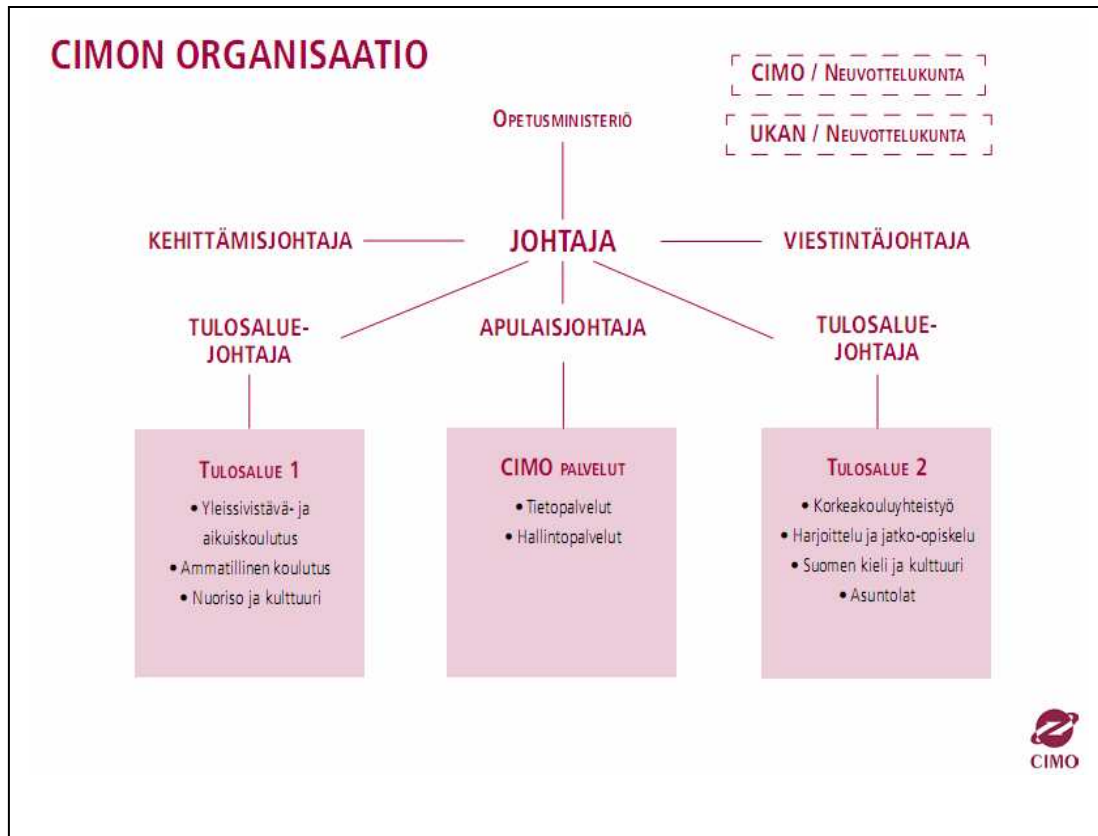 CIMON ORGANISAATIO
CIMO / NEUVOTTELUKUNTA
OPETUSMINISTERIÖ
UKAN / NEUVOTTELUKUNTA
KEHITTÄMISJOHTAJA
JOHTAJA
VIESTINTÄJOHTAJA
TULOSALUE-
JOHTAJA
APULAISJOHTAJA
TULOSALUE-
JOHTAJA
TULOSALUE 1
• Yleissivistävä- ja
aikuiskoulutus
• Ammatillinen koulutus
• Nuoriso ja kulttuuri
CIMO PALVELUT
• Tietopalvelut
• Hallintopalvelut
TULOSALUE 2
• Korkeakouluyhteistyö
• Harjoittelu ja jatko-opiskelu
• Suomen kieli ja kulttuuri
• Asuntolat
CIMO